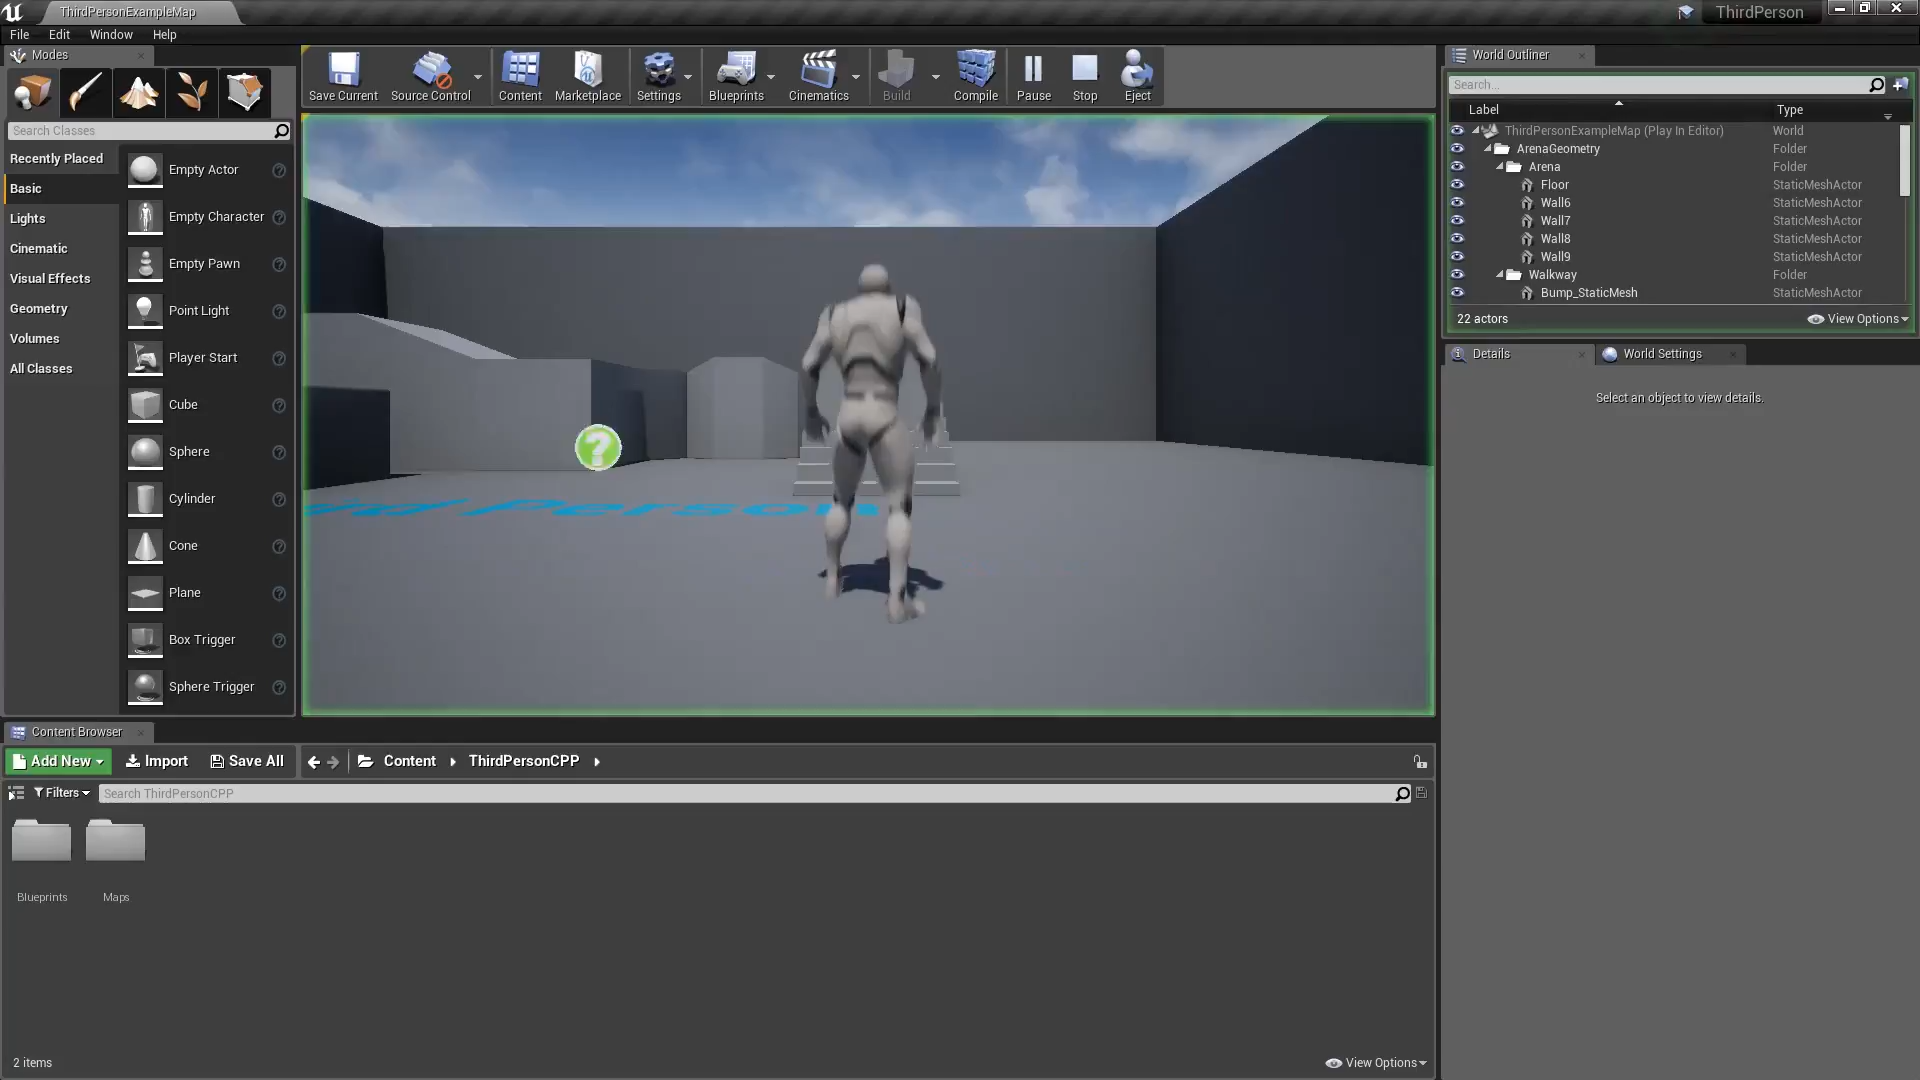 ThirdPersonExampleMap
ThirdPerson
File Edit Window Help
Modes
Search Classes
Recently Placed
Basic
Lights
Cinematic
Visual Effects
Geometry
Volumes
All Classes
Empty Actor
Empty Character
Empty Pawn
Point Light
Player Start
Cube
Sphere
Cylinder
Cone
Plane
Box Trigger
Sphere Trigger
Save Current Source Control Content Marketplace Settings Blueprints Cinematics Build Compile Pause Stop Eject
?
Person
World Outliner
Search...
Label Type
ThirdPersonExampleMap (Play In Editor) World
ArenaGeometry Folder
Arena Folder
Floor StaticMeshActor
Wall6 StaticMeshActor
Wall7 StaticMeshActor
Wall8 StaticMeshActor
Wall9 StaticMeshActor
Walkway Folder
Bump_StaticMesh StaticMeshActor
22 actors View Options
Details World Settings
Select an object to view details.
Content Browser
Add New Import Save All Content ThirdPersonCPP
Filters Search ThirdPersonCPP
Blueprints Maps
2 items View Options